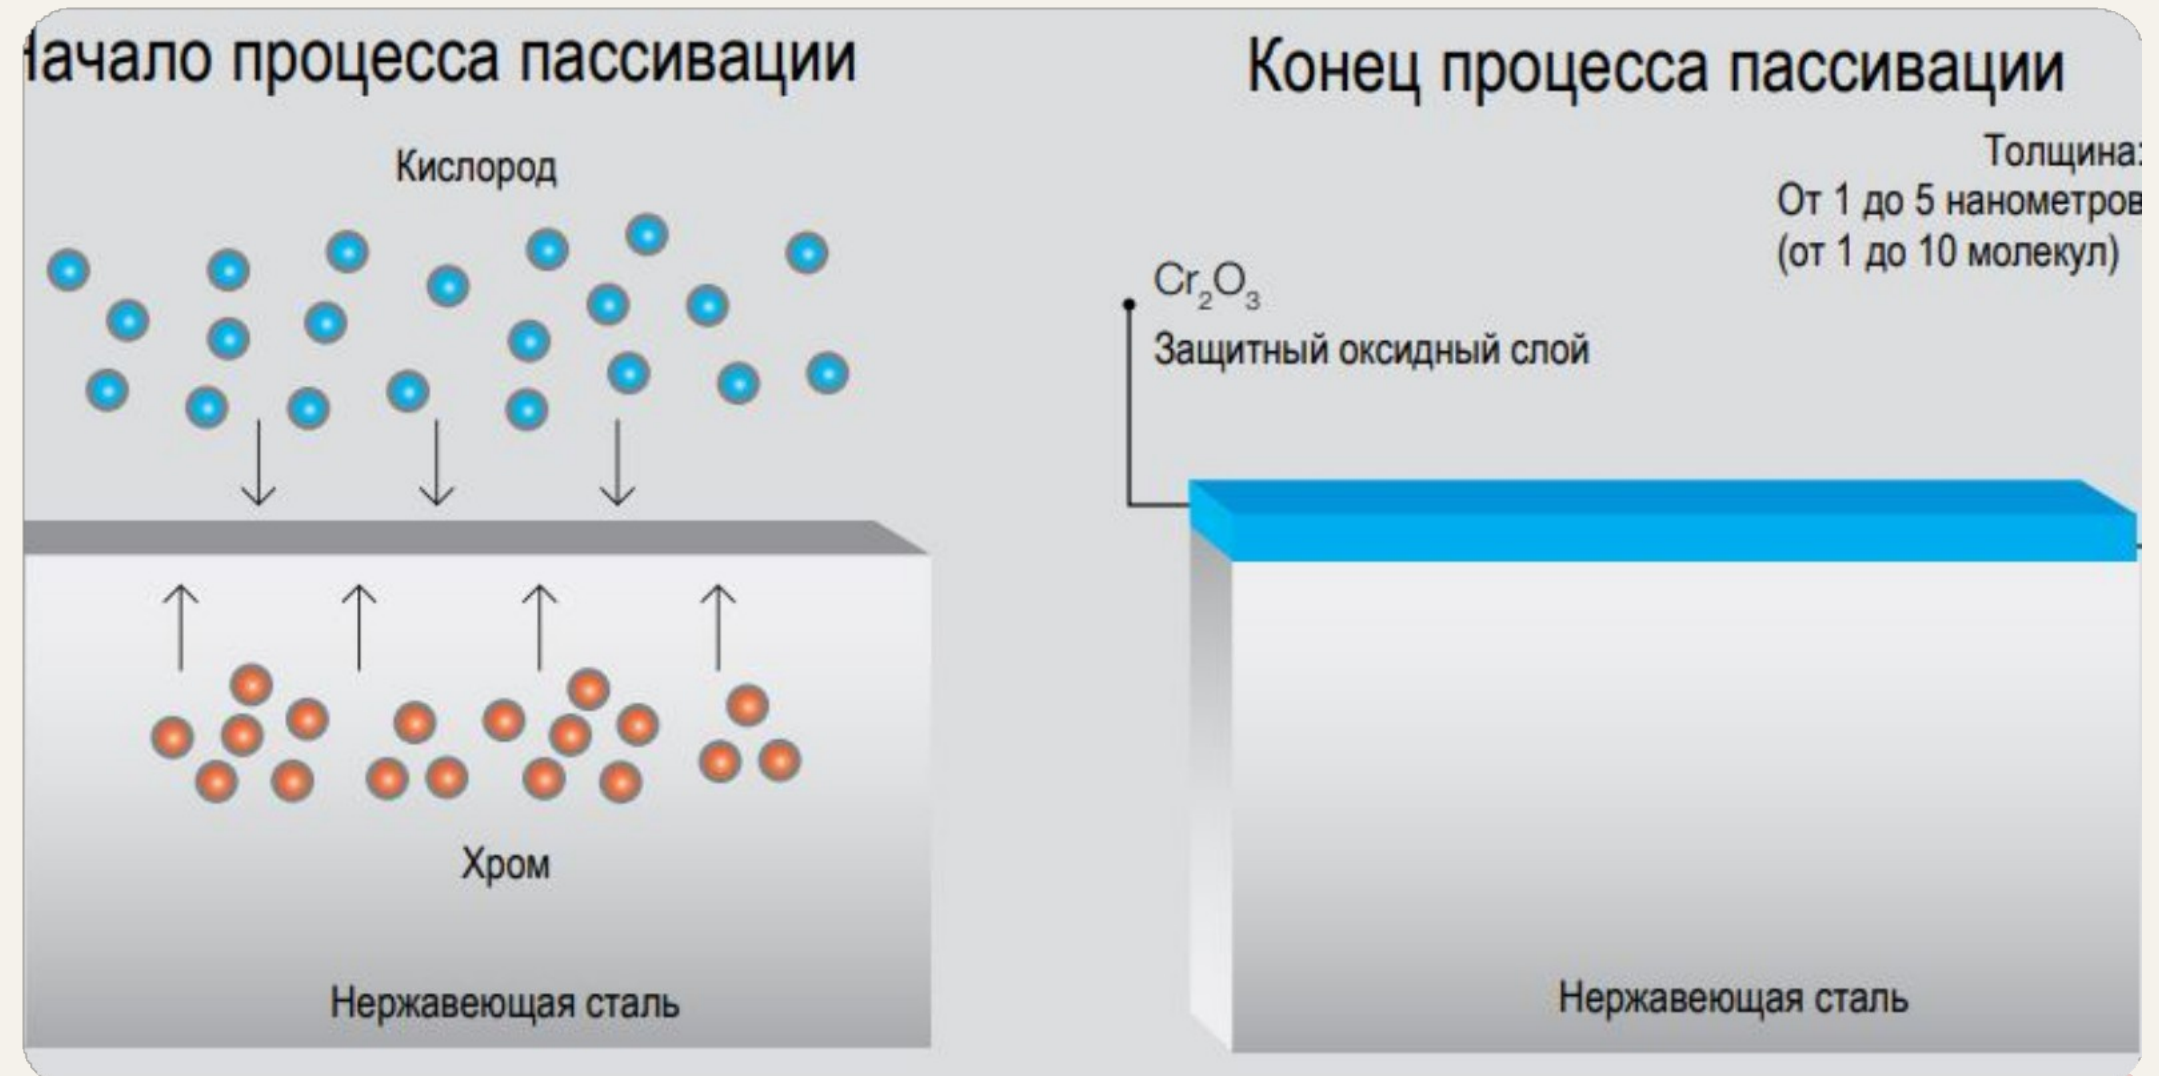 Начало процесса пассивации
Кислород
Хром
Нержавеющая сталь
Конец процесса пассивации
Толщина:
От 1 до 5 нанометров
(от 1 до 10 молекул)
Cr₂O₃
Защитный оксидный слой
Нержавеющая сталь